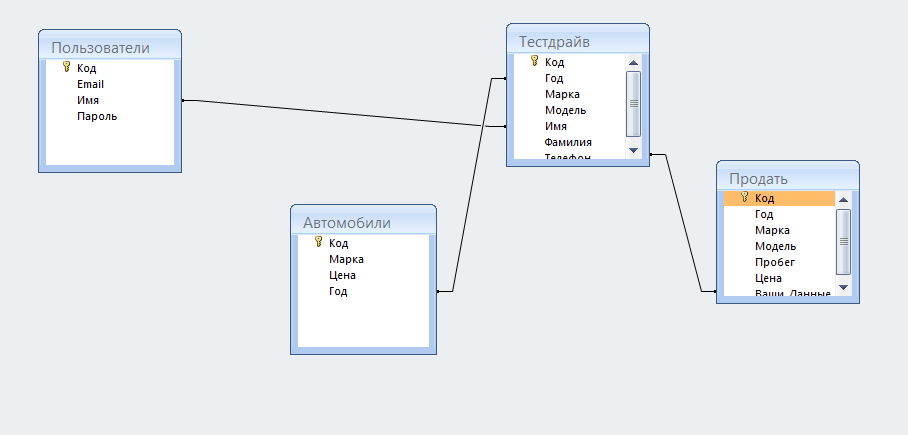 Пользователи
Код
Email
Имя
Пароль
Автомобили
Код
Марка
Цена
Год
Тестдрайв
Код
Год
Марка
Модель
Имя
Фамилия
Телефон
Продать
Код
Год
Марка
Модель
Пробег
Цена
Ваши_Данные